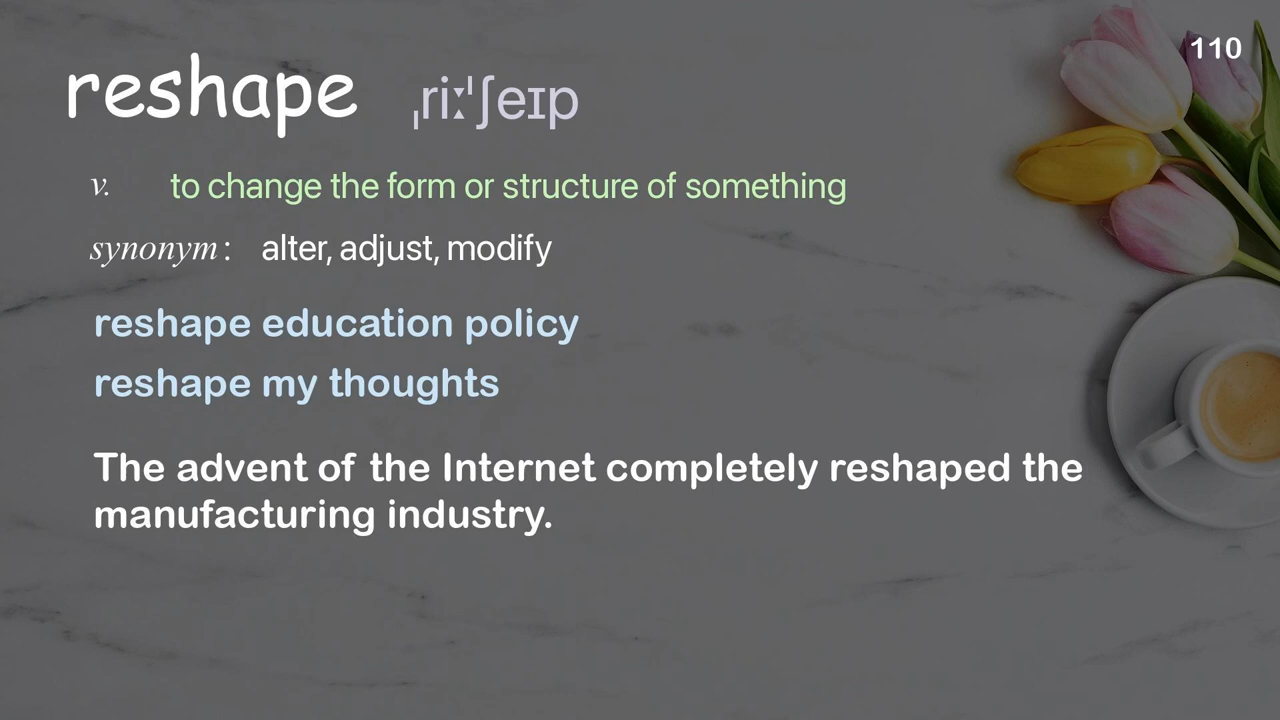 110
reshape ˌriːˈʃeɪp
v. to change the form or structure of something
synonym: alter, adjust, modify
reshape education policy
reshape my thoughts
The advent of the Internet completely reshaped the
manufacturing industry.